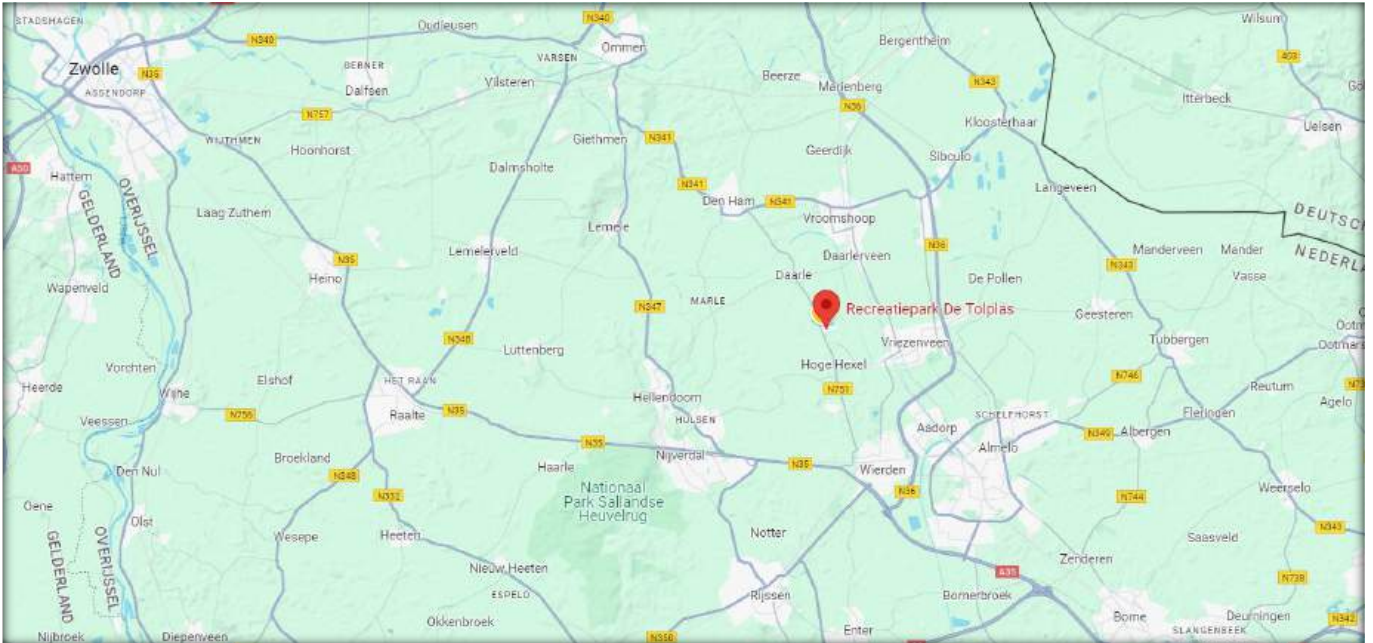 STADSHAGEN
Zwolle
N35
ASSENDORP
N340
Oudleusen
N340
Ommen
VARSEN
BERNER
Dalfsen
Vilsteren
N757
WIJTHMEN
Hoonhorst
A50
Hattem
GELDERLAND
OVERIJSSEL
Laag Zuthem
Wapenveld
Heino
N35
Lemelerveld
Dalmsholte
Giethmen
N341
N341
Lemele
Den Ham
N341
Beerze
Bergentheim
Marienberg
N36
N343
Kloosterhaar
Geerdijk
Sibculo
Vroomshoop
Langeveen
N36
Wilsum
403
Itterbeck
Uelsen
DEUTSC
NEDERLA
Manderveen
Mander
Vasse
N343
Daarlerveen
Daarle
De Pollen
MARLE
N347
Recreatiepark De Tolplas
Geesteren
Tubbergen
Vriezenveen
Hoge Hexel
N751
N746
Reutum
Agelo
Ootmars
Fleringen
N348
Luttenberg
Vorchten
Heerde
Elshof
Wijhe
Veessen
N756
HET RAAN
Raalte
N35
Hellendoorn
HULSEN
Nijverdal
N35
N35
Haarle
Nationaal
Park Sallandse
Heuvelrug
Wierden
N36
Aadorp
SCHELFHORST
Almelo
N349
Albergen
N744
Weerselo
N343
Saasveld
Broekland
N348
N332
Den Nul
Oene
Olst
GELDERLAND
OVERIJSSEL
Wesepe
Heeten
Notter
Nieuw Heeten
ESPELO
Rijssen
Zenderen
A35
Bornerbroek
N738
Borne
Deurningen
SLANGENBEEK
N342
Enter
N350
Okkenbroek
Nijbroek
Diepenveen